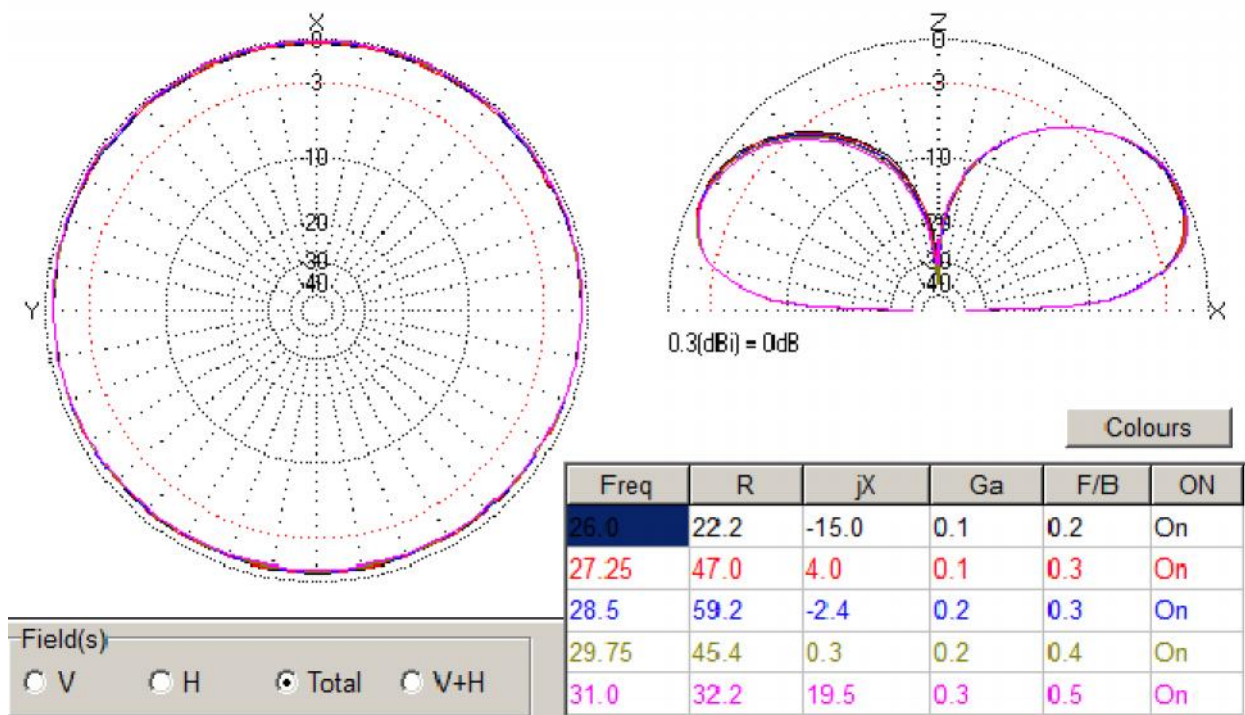 X
0
3
10
20
30
40
Y
Z
0
3
10
20
30
40
X
0.3(dBi) = 0dB
Colours
Freq R jX Ga F/B ON
26.0 22.2 -15.0 0.1 0.2 On
27.25 47.0 4.0 0.1 0.3 On
28.5 59.2 -2.4 0.2 0.3 On
29.75 45.4 0.3 0.2 0.4 On
31.0 32.2 19.5 0.3 0.5 On
Field(s)
V H Total V+H